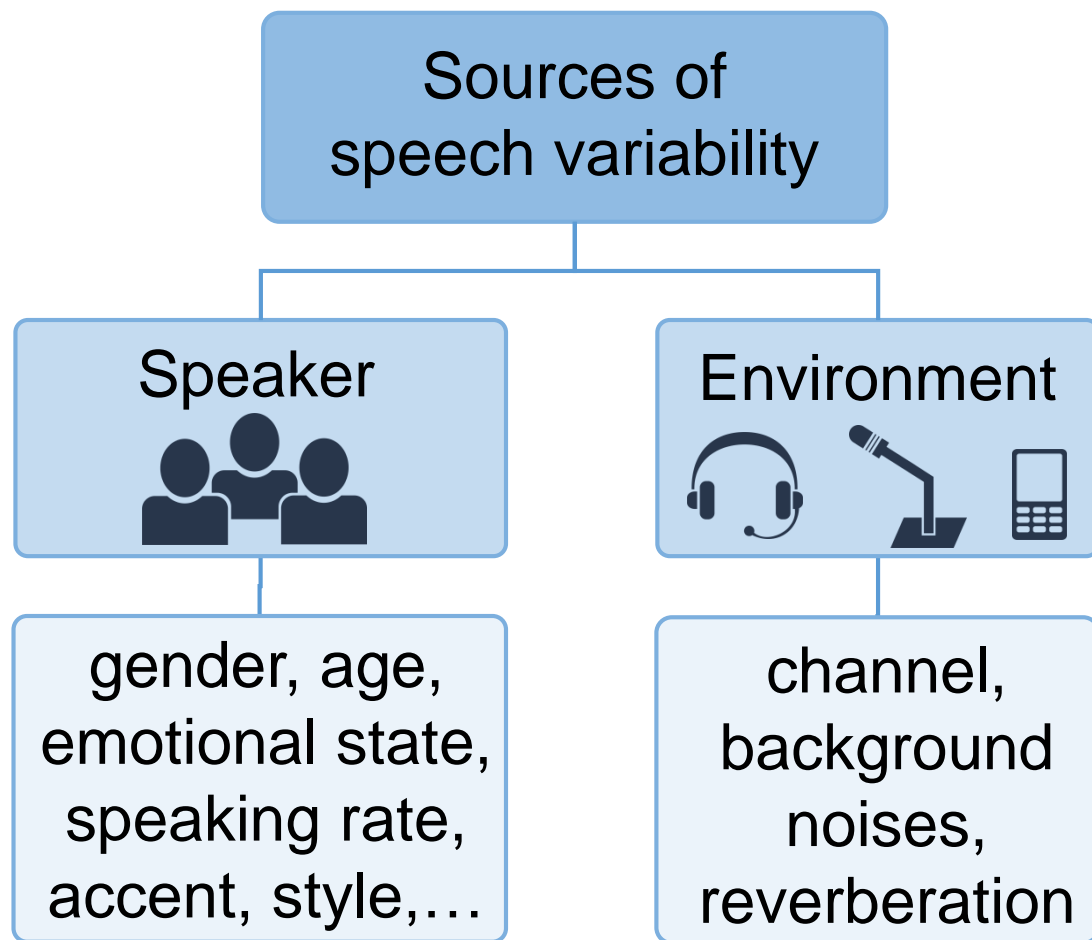 Sources of
speech variability
Speaker
Environment
gender, age,
emotional state,
speaking rate,
accent, style,…
channel,
background
noises,
reverberation